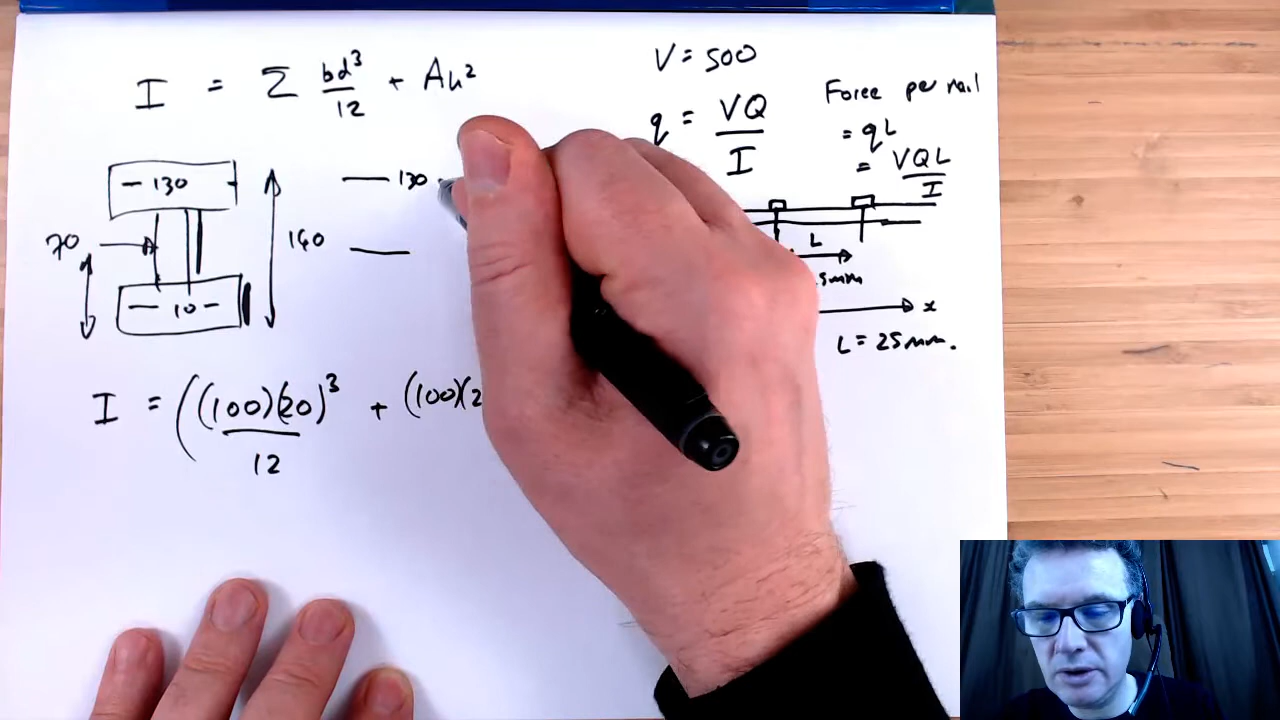 I = Σ bd³/12 + Ah²
V = 500
q = VQ/I
Force per nail
= qL
= VQL/I
130
70
140
10
130
L
5mm
x
L = 25mm.
I = ((100)(20)³/12 + (100)(2